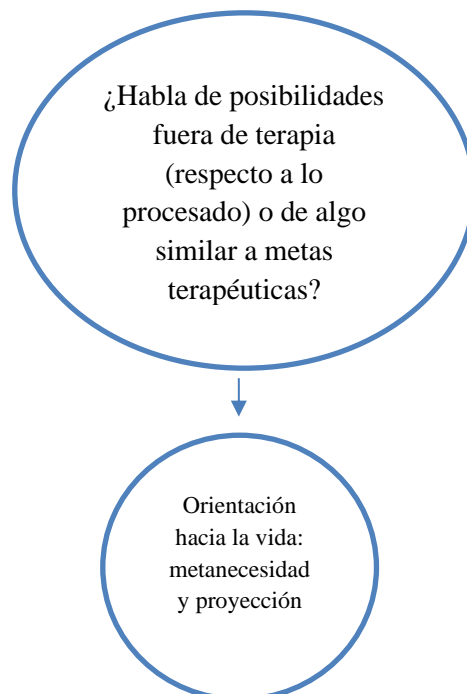 ¿Habla de posibilidades
fuera de terapia
(respecto a lo
procesado) o de algo
similar a metas
terapéuticas?
Orientación
hacia la vida:
metanecesidad
y proyección